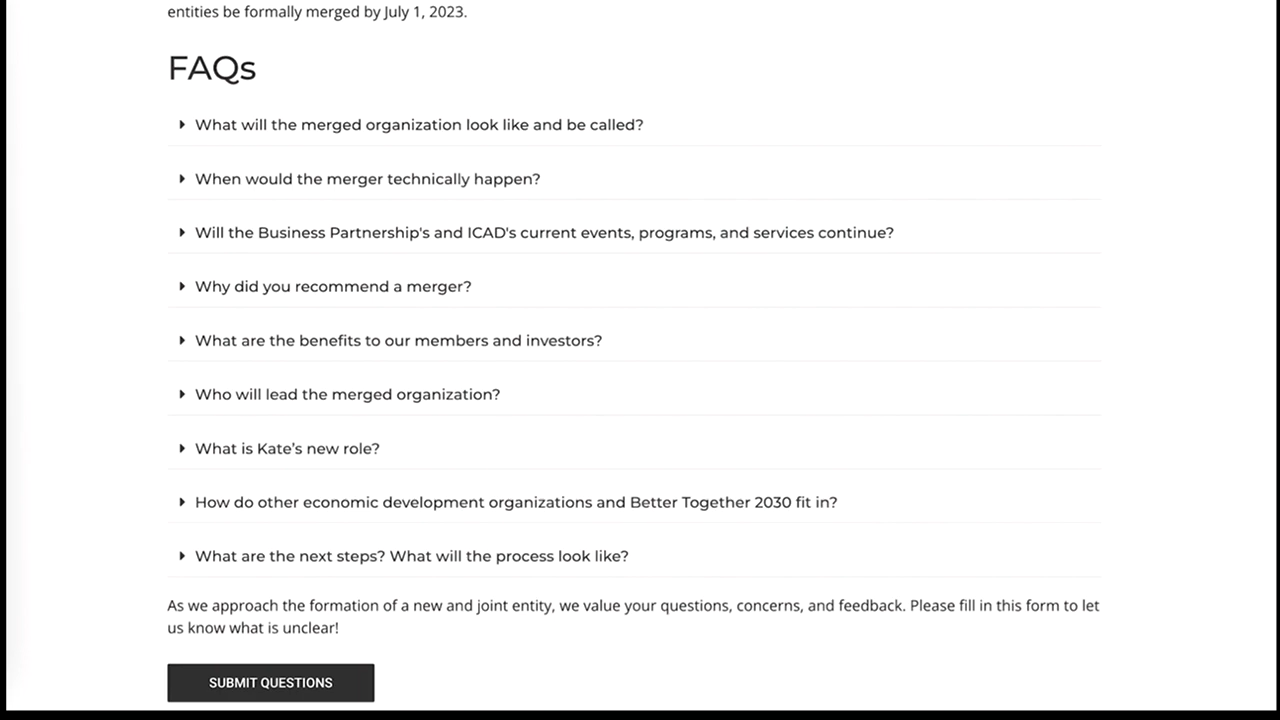 entities be formally merged by July 1, 2023.
FAQs
What will the merged organization look like and be called?
When would the merger technically happen?
Will the Business Partnership's and ICAD's current events, programs, and services continue?
Why did you recommend a merger?
What are the benefits to our members and investors?
Who will lead the merged organization?
What is Kate’s new role?
How do other economic development organizations and Better Together 2030 fit in?
What are the next steps? What will the process look like?
As we approach the formation of a new and joint entity, we value your questions, concerns, and feedback. Please fill in this form to let
us know what is unclear!
SUBMIT QUESTIONS